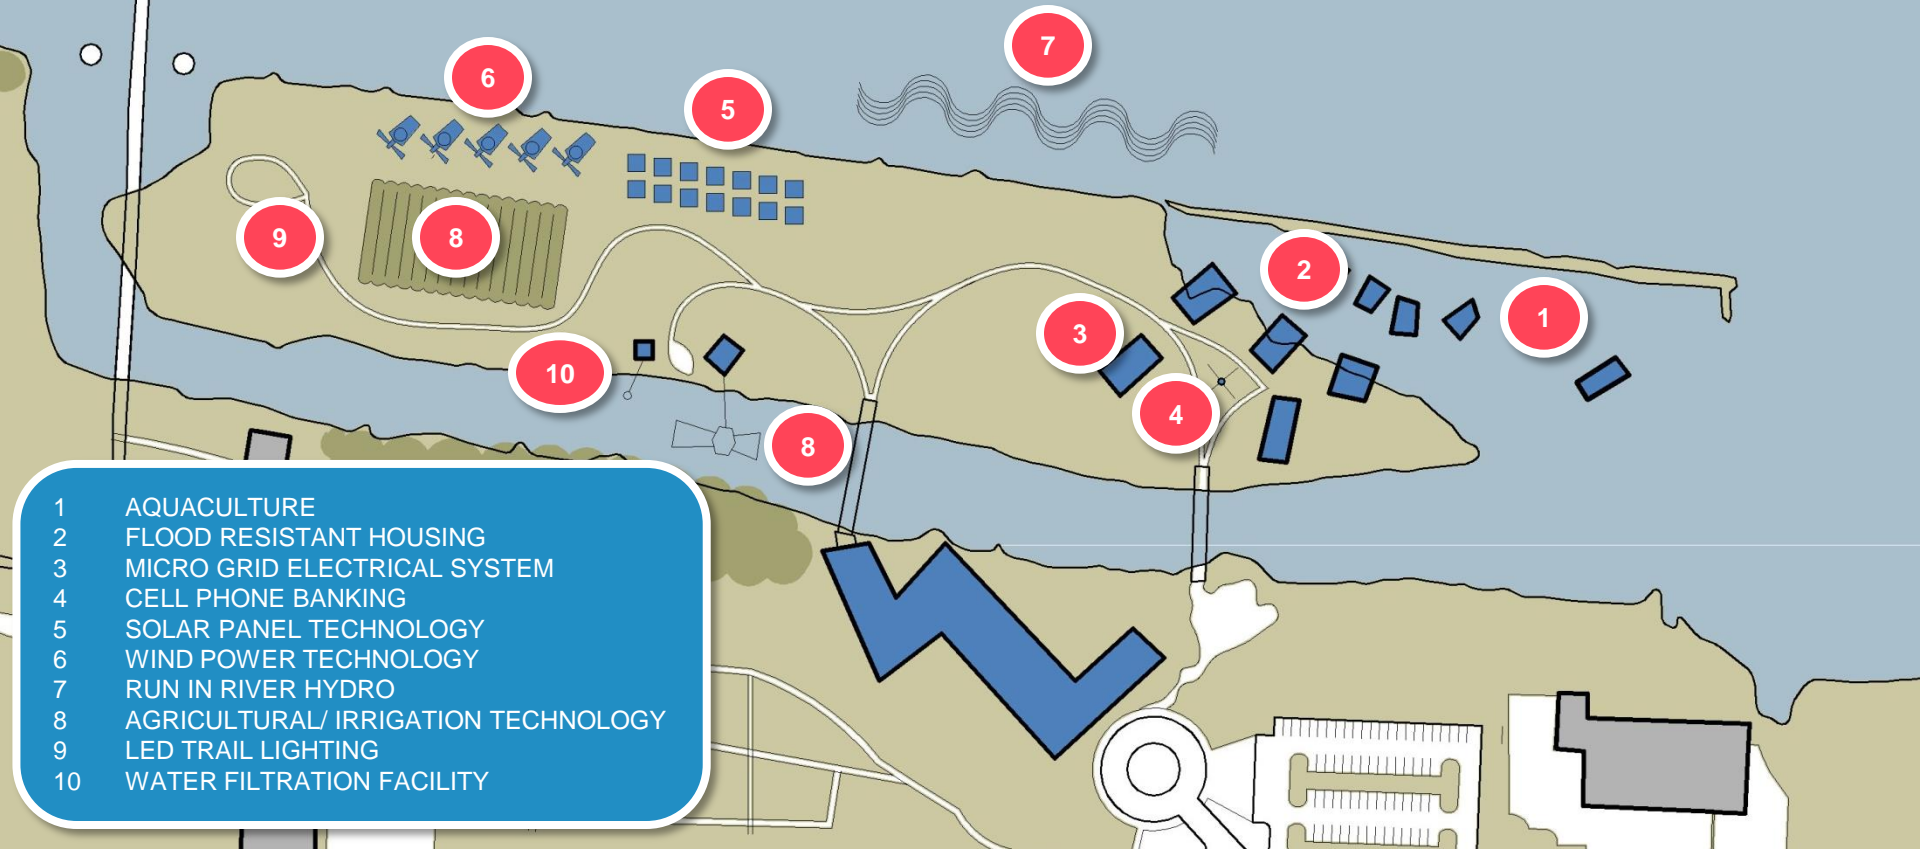 7
6
5
2
9
8
1
3
10
4
8
1 AQUACULTURE
2 FLOOD RESISTANT HOUSING
3 MICRO GRID ELECTRICAL SYSTEM
4 CELL PHONE BANKING
5 SOLAR PANEL TECHNOLOGY
6 WIND POWER TECHNOLOGY
7 RUN IN RIVER HYDRO
8 AGRICULTURAL/ IRRIGATION TECHNOLOGY
9 LED TRAIL LIGHTING
10 WATER FILTRATION FACILITY